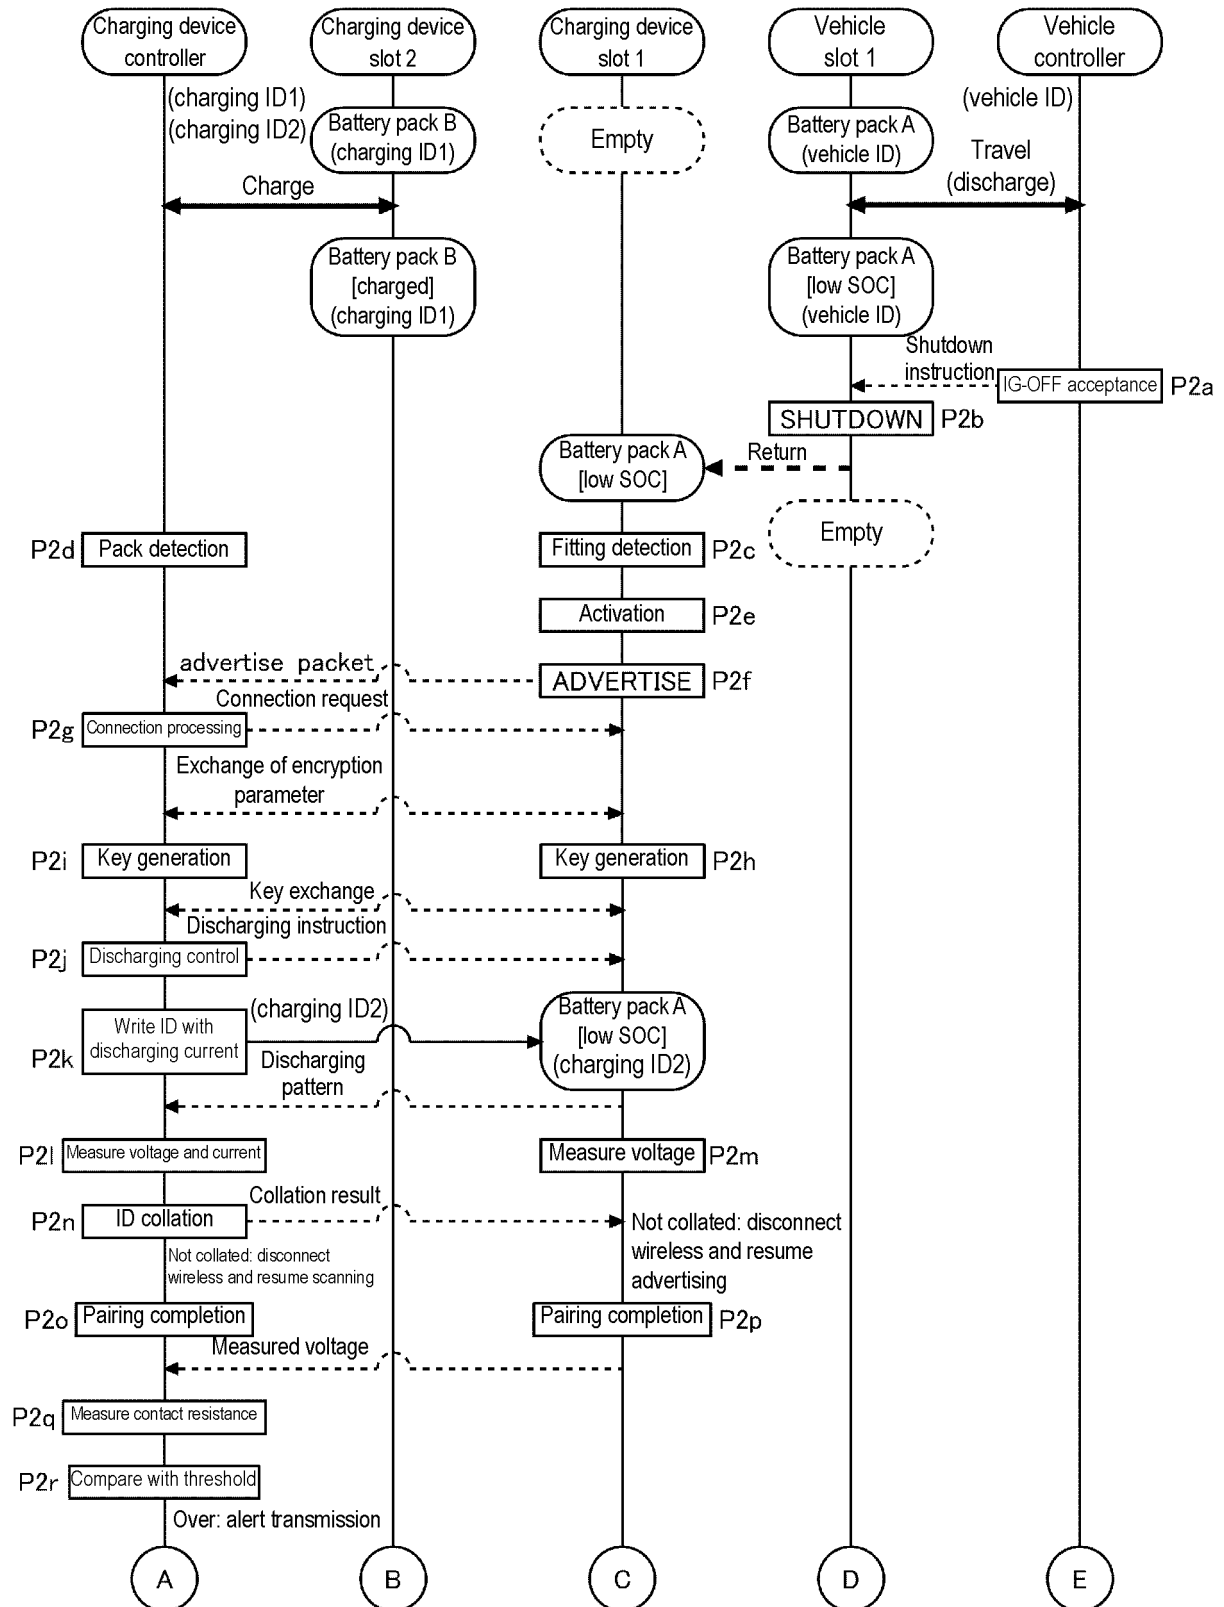 Charging device
controller
Charging device
slot 2
Charging device
slot 1
Vehicle
slot 1
Vehicle
controller
(charging ID1)
(charging ID2)
Battery pack B
(charging ID1)
Empty
Battery pack A
(vehicle ID)
(vehicle ID)
Travel
(discharge)
Charge
Battery pack B
[charged]
(charging ID1)
Battery pack A
[low SOC]
(vehicle ID)
Shutdown
instruction
IG-OFF acceptance
P2a
SHUTDOWN
P2b
Battery pack A
[low SOC]
Return
Empty
P2d
Pack detection
Fitting detection
P2c
Activation
P2e
advertise packet
ADVERTISE
P2f
Connection request
P2g
Connection processing
Exchange of encryption
parameter
P2i
Key generation
Key generation
P2h
Key exchange
Discharging instruction
P2j
Discharging control
P2k
Write ID with
discharging current
(charging ID2)
Battery pack A
[low SOC]
(charging ID2)
Discharging
pattern
P2l
Measure voltage and current
Measure voltage
P2m
Collation result
P2n
ID collation
Not collated: disconnect
wireless and resume scanning
Not collated: disconnect
wireless and resume
advertising
P2o
Pairing completion
Pairing completion
P2p
Measured voltage
P2q
Measure contact resistance
P2r
Compare with threshold
Over: alert transmission
A
B
C
D
E